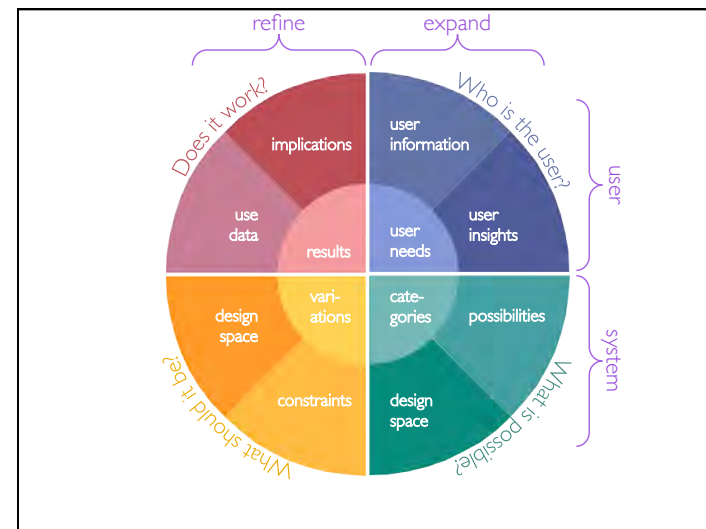 refine
expand
Does it work?
Who is the user?
implications
user
information
use
data
results
user
needs
user
insights
user
vari-
ations
cate-
gories
possibilities
design
space
constraints
design
space
system
What should it be?
What is possible?